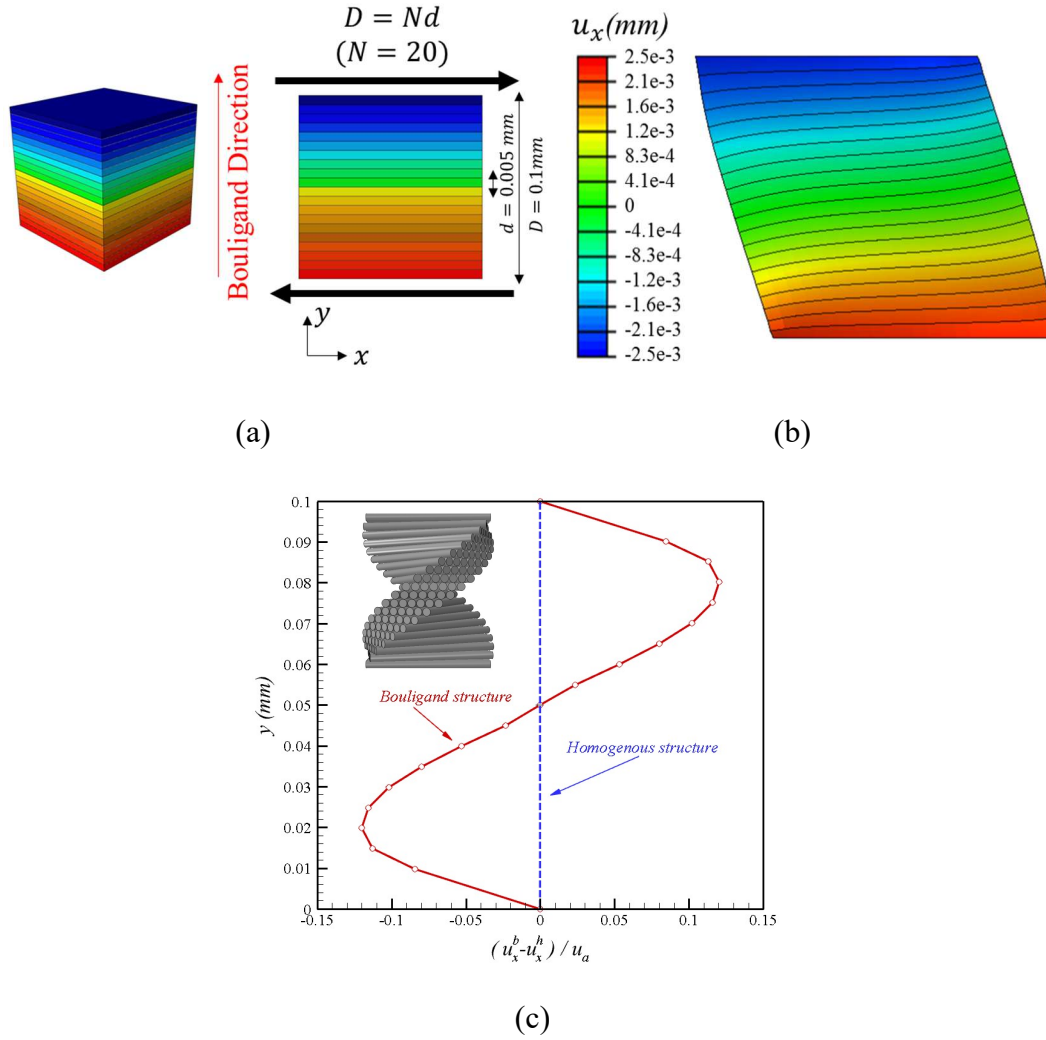 D = Nd
(N = 20)
Bouligand Direction
d = 0.005 mm
D = 0.1mm
y
x
u_x(mm)
2.5e-3
2.1e-3
1.6e-3
1.2e-3
8.3e-4
4.1e-4
0
-4.1e-4
-8.3e-4
-1.2e-3
-1.6e-3
-2.1e-3
-2.5e-3
(a)
(b)
0.1
0.09
0.08
0.07
0.06
0.05
0.04
0.03
0.02
0.01
0
y (mm)
Bouligand structure
Homogenous structure
-0.15
-0.1
-0.05
0
0.05
0.1
0.15
(u_x^b-u_x^h) / u_a
(c)